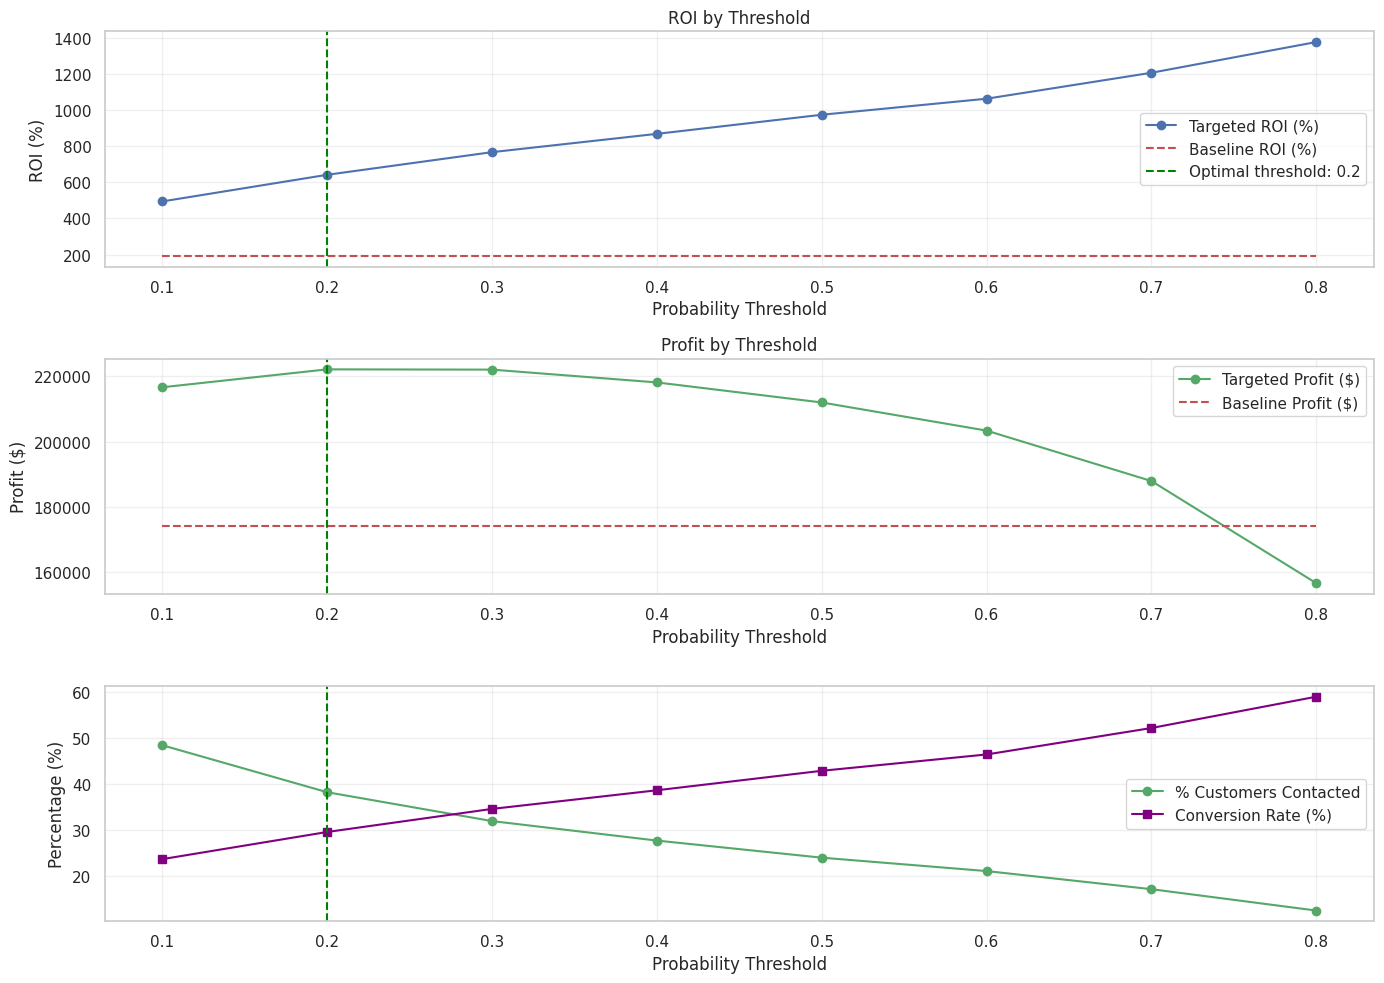 ROI by Threshold
1400
1200
1000
800
600
400
200
ROI (%)
Targeted ROI (%)
Baseline ROI (%)
Optimal threshold: 0.2
0.1 0.2 0.3 0.4 0.5 0.6 0.7 0.8
Probability Threshold
Profit by Threshold
220000
200000
180000
160000
Profit ($)
Targeted Profit ($)
Baseline Profit ($)
0.1 0.2 0.3 0.4 0.5 0.6 0.7 0.8
Probability Threshold
60
50
40
30
20
Percentage (%)
% Customers Contacted
Conversion Rate (%)
0.1 0.2 0.3 0.4 0.5 0.6 0.7 0.8
Probability Threshold